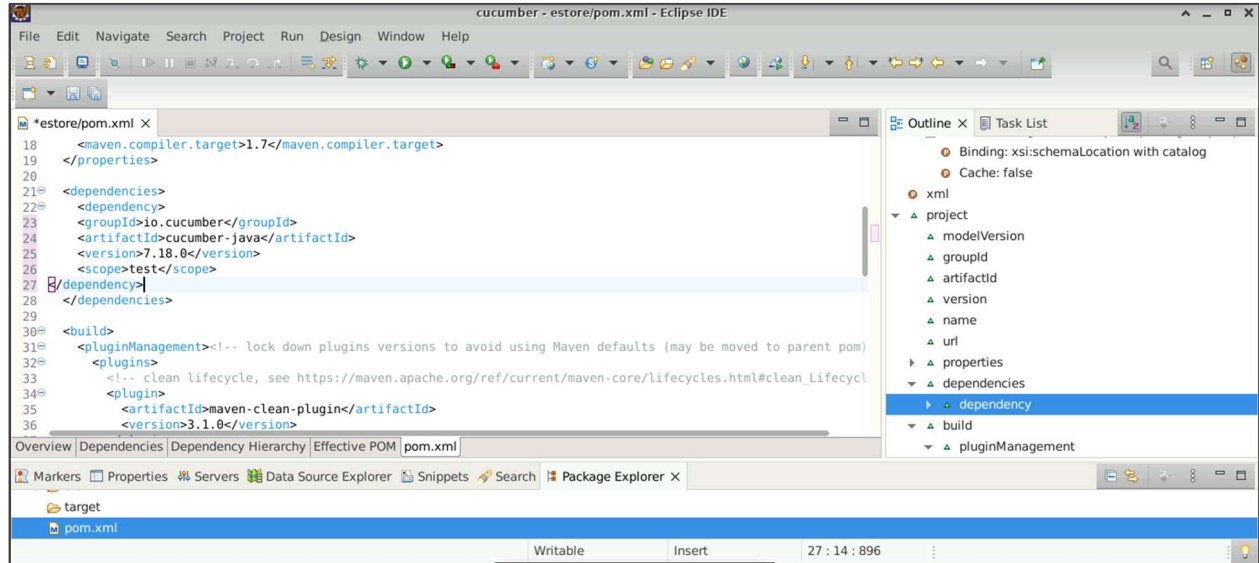 cucumber - estore/pom.xml - Eclipse IDE
File Edit Navigate Search Project Run Design Window Help
*estore/pom.xml
18 <maven.compiler.target>1.7</maven.compiler.target>
19 </properties>
20
21 <dependencies>
22 <dependency>
23 <groupId>io.cucumber</groupId>
24 <artifactId>cucumber-java</artifactId>
25 <version>7.18.0</version>
26 <scope>test</scope>
27 </dependency>
28 </dependencies>
29
30 <build>
31 <pluginManagement><!-- lock down plugins versions to avoid using Maven defaults (may be moved to parent pom)
32 <plugins>
33 <!-- clean lifecycle, see https://maven.apache.org/ref/current/maven-core/lifecycles.html#clean_Lifecycl
34 <plugin>
35 <artifactId>maven-clean-plugin</artifactId>
36 <version>3.1.0</version>
Overview Dependencies Dependency Hierarchy Effective POM pom.xml
Outline Task List
Binding: xsi:schemaLocation with catalog
Cache: false
xml
project
modelVersion
groupId
artifactId
version
name
url
properties
dependencies
dependency
build
pluginManagement
Markers Properties Servers Data Source Explorer Snippets Search Package Explorer
target
pom.xml
Writable Insert 27 : 14 : 896